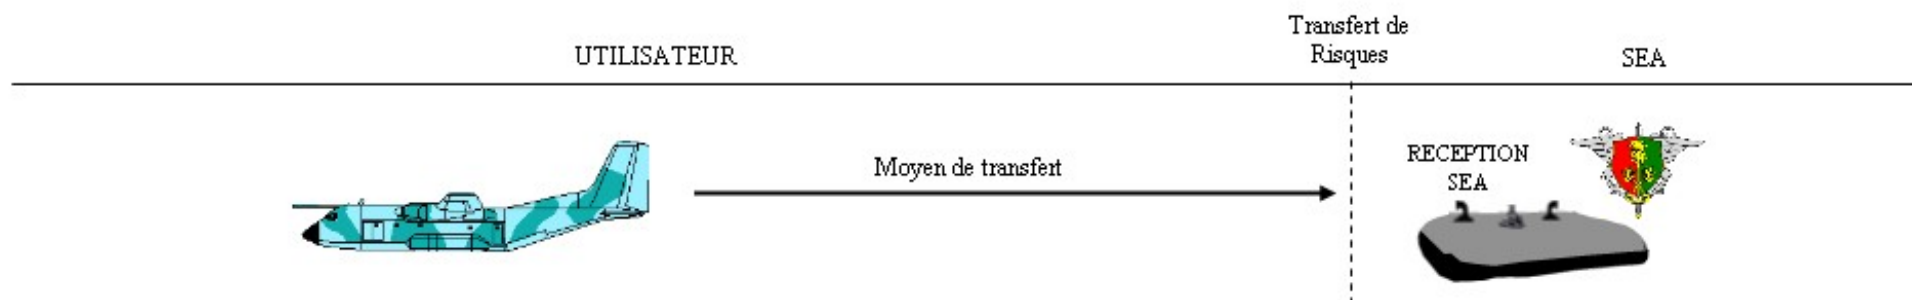 UTILISATEUR
Transfert de
Risques
SEA
Moyen de transfert
RECEPTION
SEA